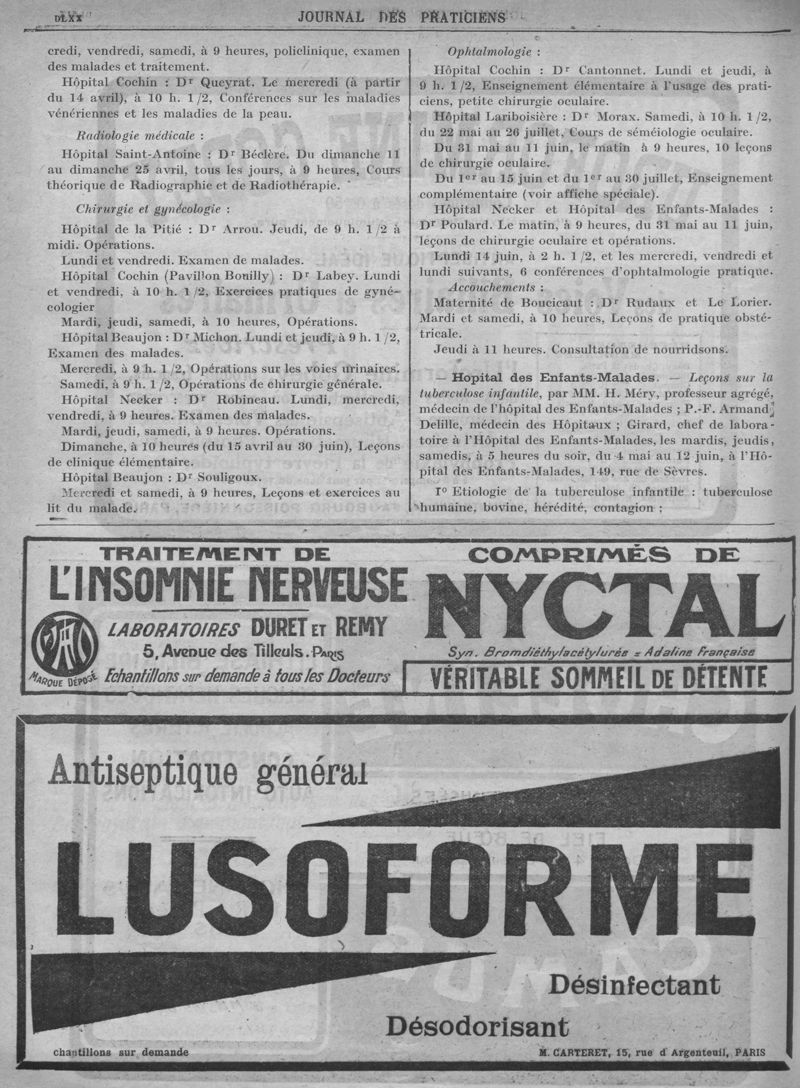 DLXX
JOURNAL DES PRATICIENS
credi, vendredi, samedi, à 9 heures, policlinique, examen
des malades et traitement.
Hôpital Cochin : Dr Queyrat. Le mercredi (à partir
du 14 avril), à 10 h. 1/2, Conférences sur les maladies
vénériennes et les maladies de la peau.
Radiologie médicale :
Hôpital Saint-Antoine : Dr Béclère. Du dimanche 11
au dimanche 25 avril, tous les jours, à 9 heures, Cours
théorique de Radiographie et de Radiothérapie.
Chirurgie et gynécologie :
Hôpital de la Pitié : Dr Arrou. Jeudi, de 9 h. 1/2 à
midi. Opérations.
Lundi et vendredi. Examen de malades.
Hôpital Cochin (Pavillon Bouilly) : Dr Labey. Lundi
et vendredi, à 10 h. 1/2, Exercices pratiques de gyné-
cologier
Mardi, jeudi, samedi, à 10 heures, Opérations.
Hôpital Beaujon : Dr Michon. Lundi et jeudi, à 9 h. 1/2,
Examen des malades.
Mercredi, à 9 h. 1/2, Opérations sur les voies urinaires.
Samedi, à 9 h. 1/2, Opérations de chirurgie générale.
Hôpital Necker : Dr Robineau. Lundi, mercredi,
vendredi, à 9 heures. Examen des malades.
Mardi, jeudi, samedi, à 9 heures. Opérations.
Dimanche, à 10 heures (du 15 avril au 30 juin), Leçons
de clinique élémentaire.
Hôpital Beaujon : Dr Souligoux.
Mercredi et samedi, à 9 heures, Leçons et exercices au
lit du malade.
Ophtalmologie :
Hôpital Cochin : Dr Cantonnet. Lundi et jeudi, à
9 h. 1/2, Enseignement élémentaire à l'usage des prati-
ciens, petite chirurgie oculaire.
Hôpital Lariboisière : Dr Morax. Samedi, à 10 h. 1/2,
du 22 mai au 26 juillet, Cours de séméiologie oculaire.
Du 31 mai au 11 juin, le matin à 9 heures, 10 leçons
de chirurgie oculaire.
Du 1er au 15 juin et du 1er au 30 juillet, Enseignement
complémentaire (voir affiche spéciale).
Hôpital Necker et Hôpital des Enfants-Malades :
Dr Poulard. Le matin, à 9 heures, du 31 mai au 11 juin,
leçons de chirurgie oculaire et opérations.
Lundi 14 juin, à 2 h. 1/2, et les mercredi, vendredi et
lundi suivants, 6 conférences d'ophtalmologie pratique.
Accouchements :
Maternité de Boucicaut : Dr Rudaux et Le Lorier.
Mardi et samedi, à 10 heures, Leçons de pratique obsté-
tricale.
Jeudi à 11 heures. Consultation de nourridsons.
— Hopital des Enfants-Malades. — Leçons sur la
tuberculose infantile, par MM. H. Méry, professeur agrégé,
médecin de l'hôpital des Enfants-Malades ; P.-F. Armand
Delille, médecin des Hôpitaux ; Girard, chef de labora-
toire à l'Hôpital des Enfants-Malades, les mardis, jeudis,
samedis, à 5 heures du soir, du 4 mai au 12 juin, à l'Hô-
pital des Enfants-Malades, 149, rue de Sèvres.
I° Etiologie de la tuberculose infantile : tuberculose
humaine, bovine, hérédité, contagion ;
TRAITEMENT DE
L'INSOMNIE NERVEUSE
LABORATOIRES DURET ET REMY
5, Avenue des Tilleuls. PARIS
MARQUE DÉPOSÉ
Echantillons sur demande à tous les Docteurs
COMPRIMÉS DE
NYCTAL
Syn. Bromdiéthylacétylurés = Adaline Française
VÉRITABLE SOMMEIL DE DÉTENTE
Antiseptique général
LUSOFORME
Désinfectant
Désodorisant
chantillons sur demande
M. CARTERET, 15, rue d'Argenteuil, PARIS